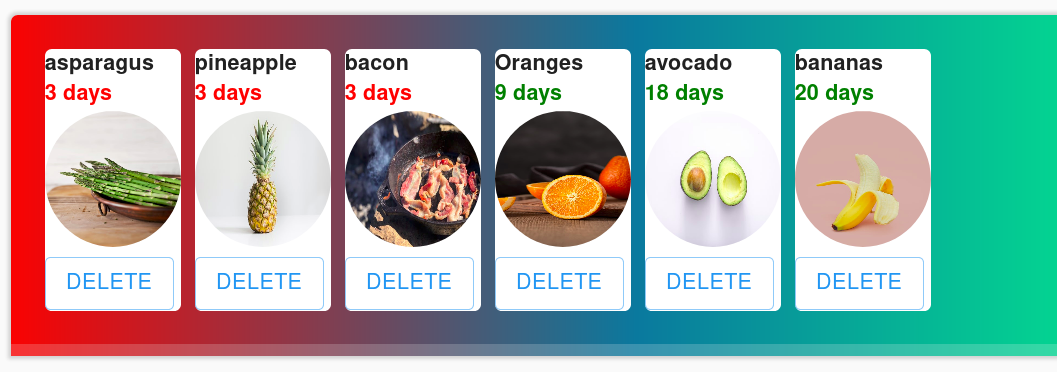 asparagus
3 days
DELETE
pineapple
3 days
DELETE
bacon
3 days
DELETE
Oranges
9 days
DELETE
avocado
18 days
DELETE
bananas
20 days
DELETE